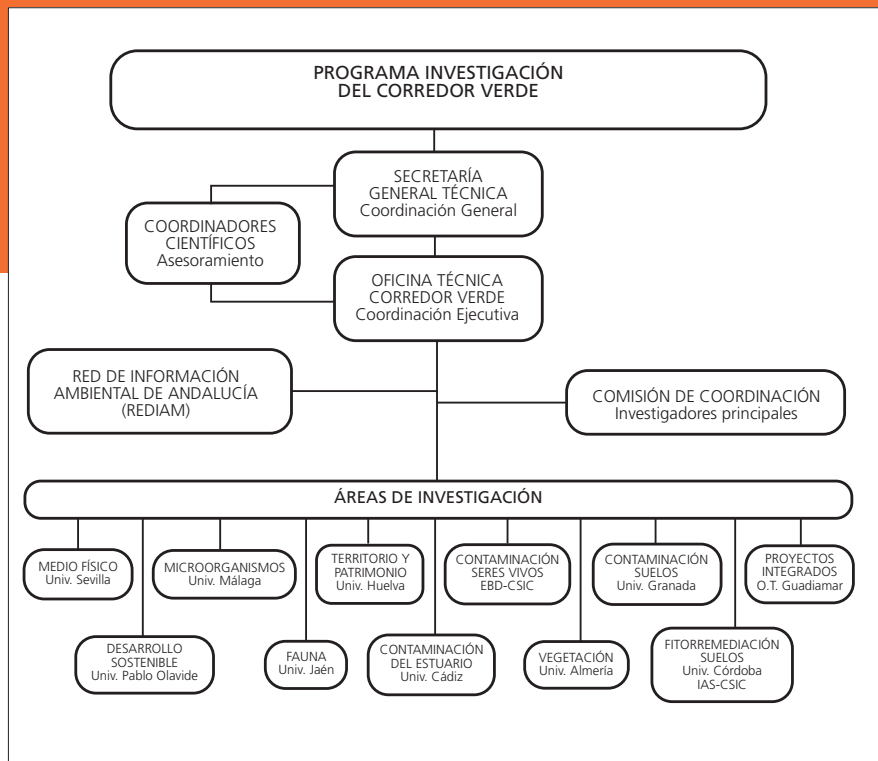 PROGRAMA INVESTIGACIÓN
DEL CORREDOR VERDE
SECRETARÍA
GENERAL TÉCNICA
Coordinación General
COORDINADORES
CIENTÍFICOS
Asesoramiento
OFICINA TÉCNICA
CORREDOR VERDE
Coordinación Ejecutiva
RED DE INFORMACIÓN
AMBIENTAL DE ANDALUCÍA
(REDIAM)
COMISIÓN DE COORDINACIÓN
Investigadores principales
ÁREAS DE INVESTIGACIÓN
MEDIO FÍSICO
Univ. Sevilla
MICROORGANISMOS
Univ. Málaga
TERRITORIO Y
PATRIMONIO
Univ. Huelva
CONTAMINACIÓN
SERES VIVOS
EBD-CSIC
CONTAMINACIÓN
SUELOS
Univ. Granada
PROYECTOS
INTEGRADOS
O.T. Guadiamar
DESARROLLO
SOSTENIBLE
Univ. Pablo Olavide
FAUNA
Univ. Jaén
CONTAMINACIÓN
DEL ESTUARIO
Univ. Cádiz
VEGETACIÓN
Univ. Almería
FITORREMEDIACIÓN
SUELOS
Univ. Córdoba
IAS-CSIC